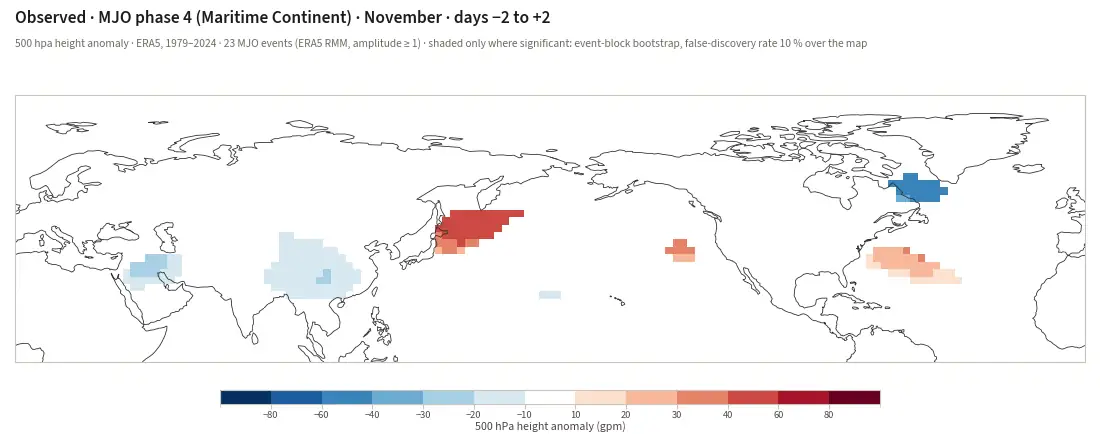 Observed · MJO phase 4 (Maritime Continent) · November · days −2 to +2
500 hpa height anomaly · ERA5, 1979–2024 · 23 MJO events (ERA5 RMM, amplitude ≥ 1) · shaded only where significant: event-block bootstrap, false-discovery rate 10 % over the map
−80 −60 −40 −30 −20 −10 10 20 30 40 60 80
500 hPa height anomaly (gpm)